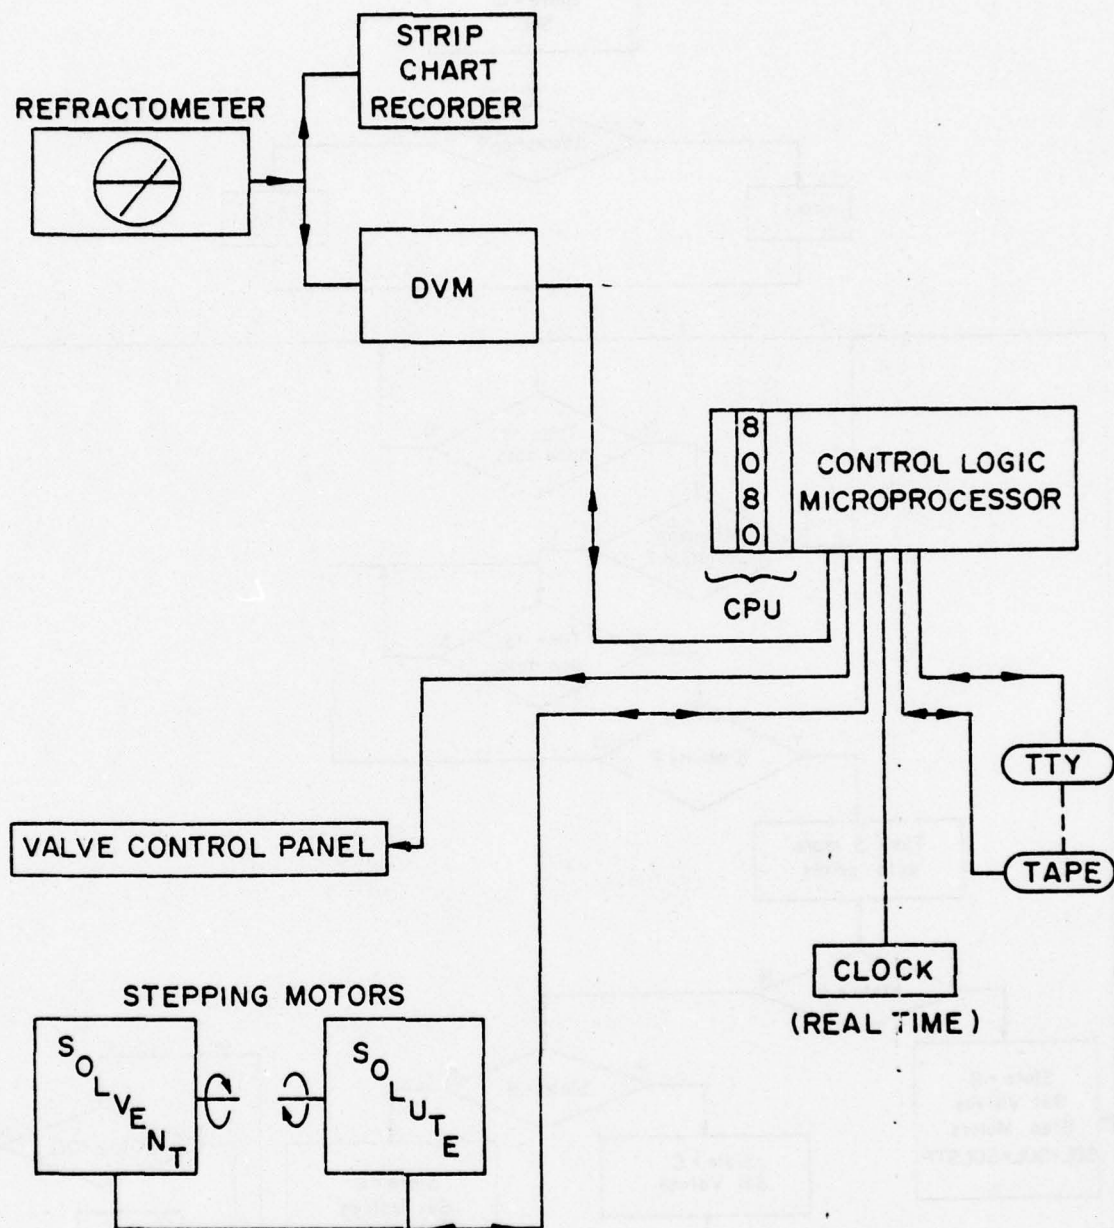 STRIP
CHART
RECORDER
REFRACTOMETER
DVM
8
0
8
0
CONTROL LOGIC
MICROPROCESSOR
CPU
TTY
VALVE CONTROL PANEL
TAPE
CLOCK
(REAL TIME)
STEPPING MOTORS
SOLVENT
SOLUTE